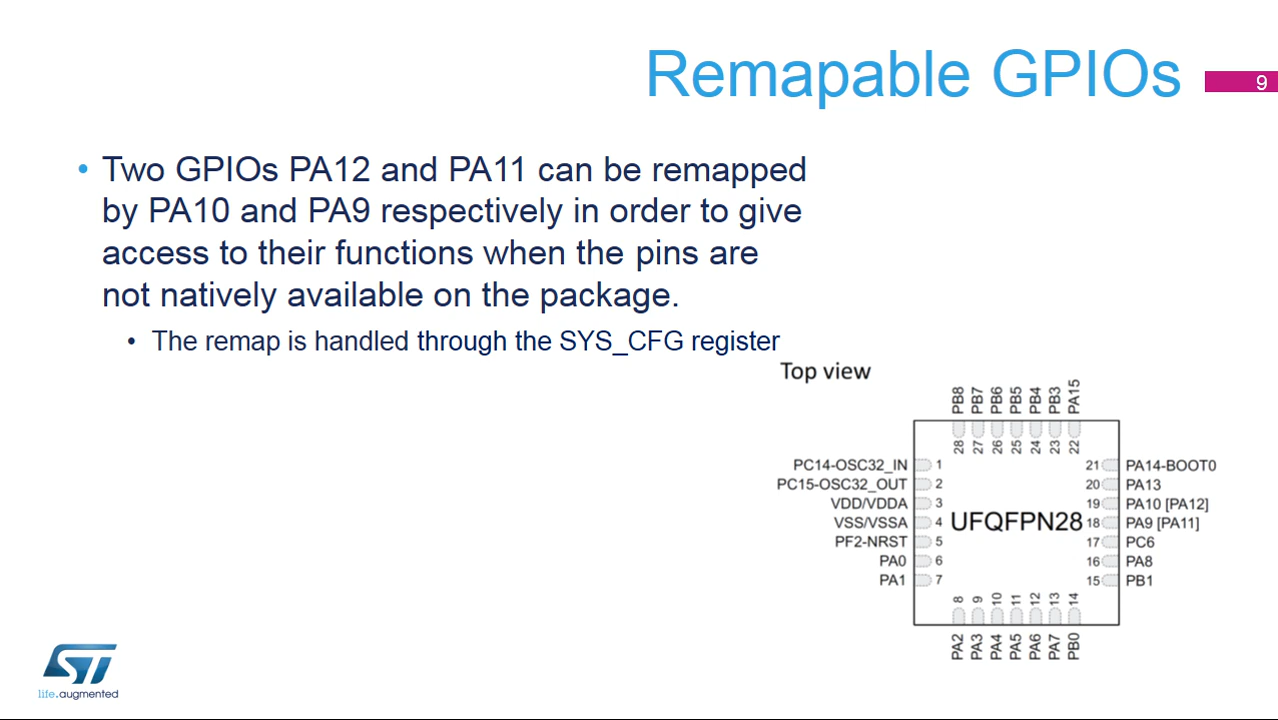 Remapable GPIOs
9
• Two GPIOs PA12 and PA11 can be remapped
by PA10 and PA9 respectively in order to give
access to their functions when the pins are
not natively available on the package.
• The remap is handled through the SYS_CFG register
Top view
PB8 PB7 PB6 PB5 PB4 PB3 PA15
28 27 26 25 24 23 22
PC14-OSC32_IN 1
PC15-OSC32_OUT 2
VDD/VDDA 3
VSS/VSSA 4
PF2-NRST 5
PA0 6
PA1 7
UFQFPN28
21 PA14-BOOT0
20 PA13
19 PA10 [PA12]
18 PA9 [PA11]
17 PC6
16 PA8
15 PB1
8 9 10 11 12 13 14
PA2 PA3 PA4 PA5 PA6 PA7 PB0
ST
life.augmented